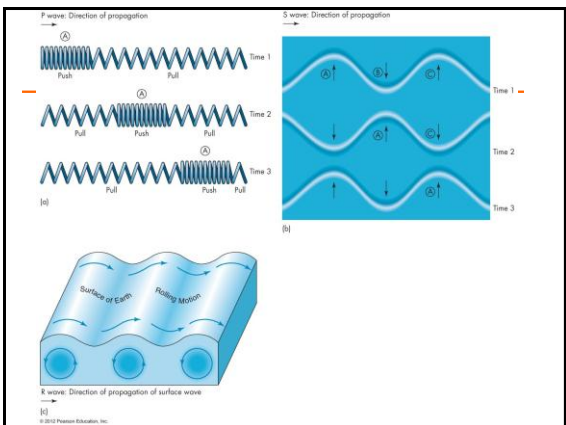 P wave: Direction of propagation
A
Time 1
Push Pull
A
Time 2
Pull Push Pull
A
Time 3
Pull Push Pull
(a)
S wave: Direction of propagation
A B C
Time 1
A C
Time 2
A
Time 3
(b)
Surface of Earth Rolling Motion
R wave: Direction of propagation of surface wave
(c)
© 2012 Pearson Education, Inc.